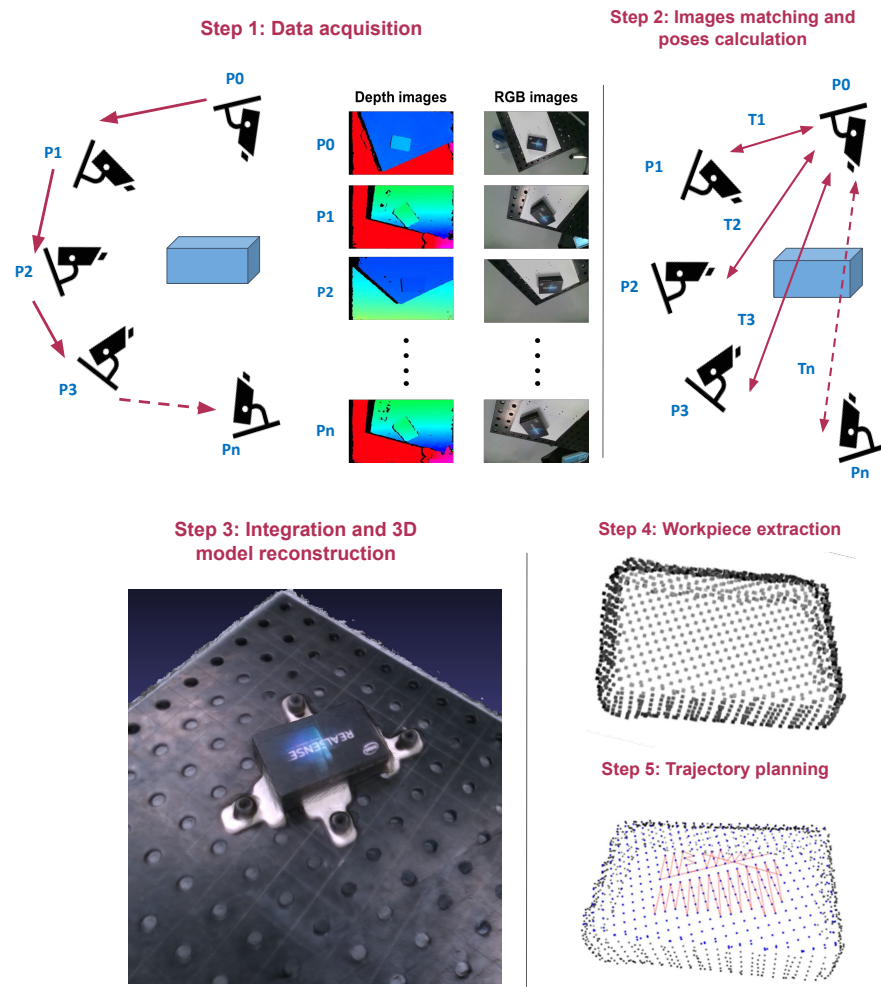 Step 1: Data acquisition
P0
P1
P2
P3
Pn
Depth images
RGB images
P0
P1
P2
Pn
Step 2: Images matching and
poses calculation
P0
T1
P1
T2
P2
T3
Tn
P3
Pn
Step 3: Integration and 3D
model reconstruction
REALSENSE
Step 4: Workpiece extraction
Step 5: Trajectory planning